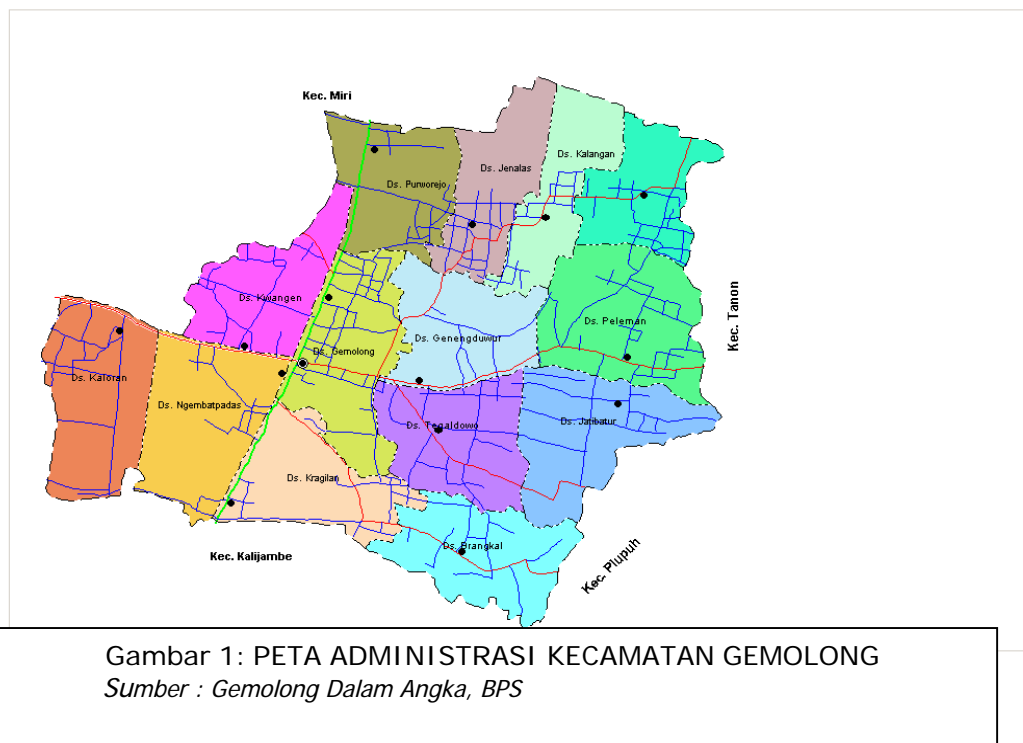 Kec. Miri
Ds. Kalangan
Ds. Jenalas
Ds. Purworejo
Kec. Tanon
Ds. Kwangen
Ds. Peleman
Ds. Genengduwur
Ds. Gemolong
Ds. Kaloran
Ds. Ngembatpadas
Ds. Tegaldowo
Ds. Jatibatur
Ds. Kragilan
Ds. Brangkal
Kec. Kalijambe
Kec. Plupuh
Gambar 1: PETA ADMINISTRASI KECAMATAN GEMOLONG
Sumber : Gemolong Dalam Angka, BPS